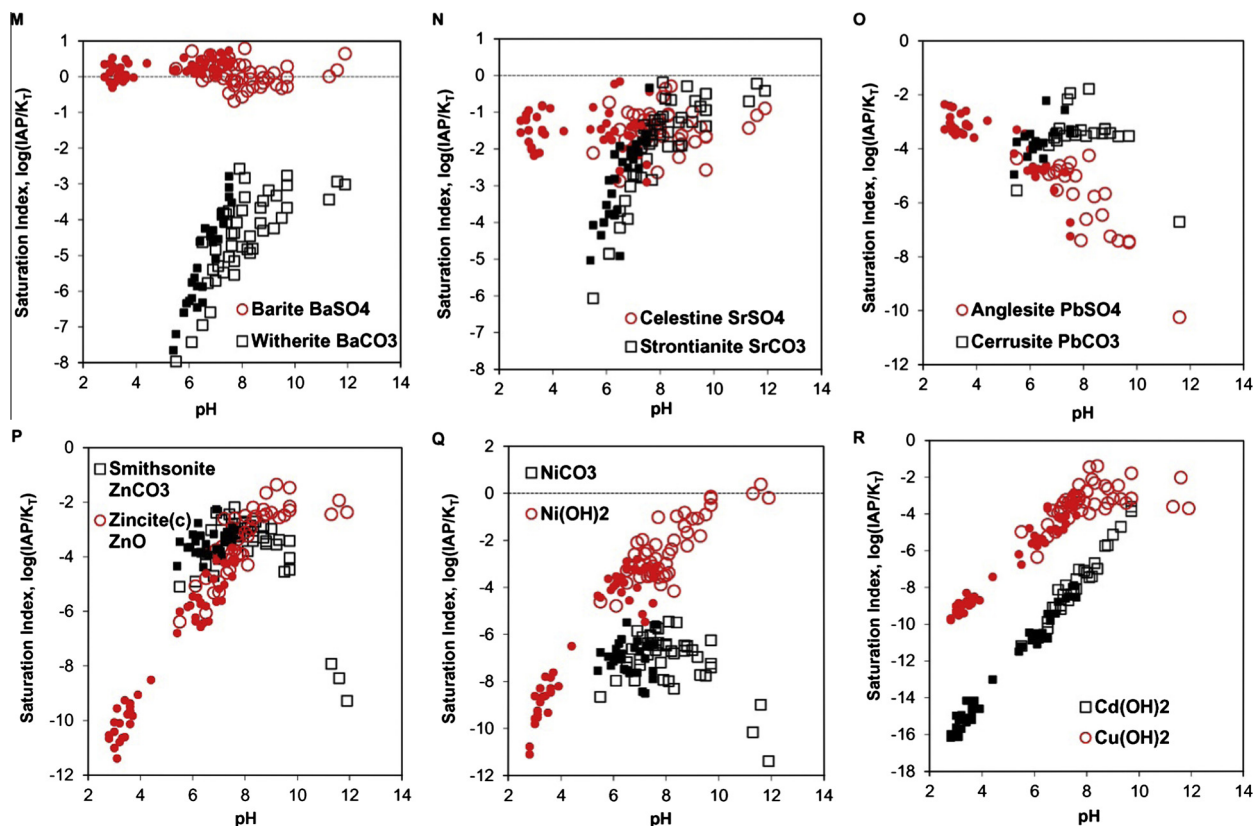 M
Saturation Index, log(IAP/KT)
1
0
-1
-2
-3
-4
-5
-6
-7
-8
Barite BaSO4
Witherite BaCO3
2 4 6 8 10 12 14
pH
N
Saturation Index, log(IAP/KT)
1
0
-1
-2
-3
-4
-5
-6
-7
-8
Celestine SrSO4
Strontianite SrCO3
2 4 6 8 10 12 14
pH
O
Saturation Index, log(IAP/KT)
0
-2
-4
-6
-8
-10
-12
Anglesite PbSO4
Cerrusite PbCO3
2 4 6 8 10 12 14
pH
P
Saturation Index, log(IAP/KT)
0
-2
-4
-6
-8
-10
-12
Smithsonite
ZnCO3
Zincite(c)
ZnO
2 4 6 8 10 12 14
pH
Q
Saturation Index, log(IAP/KT)
2
0
-2
-4
-6
-8
-10
-12
NiCO3
Ni(OH)2
2 4 6 8 10 12 14
pH
R
Saturation Index, log(IAP/KT)
0
-2
-4
-6
-8
-10
-12
-14
-16
-18
Cd(OH)2
Cu(OH)2
2 4 6 8 10 12 14
pH